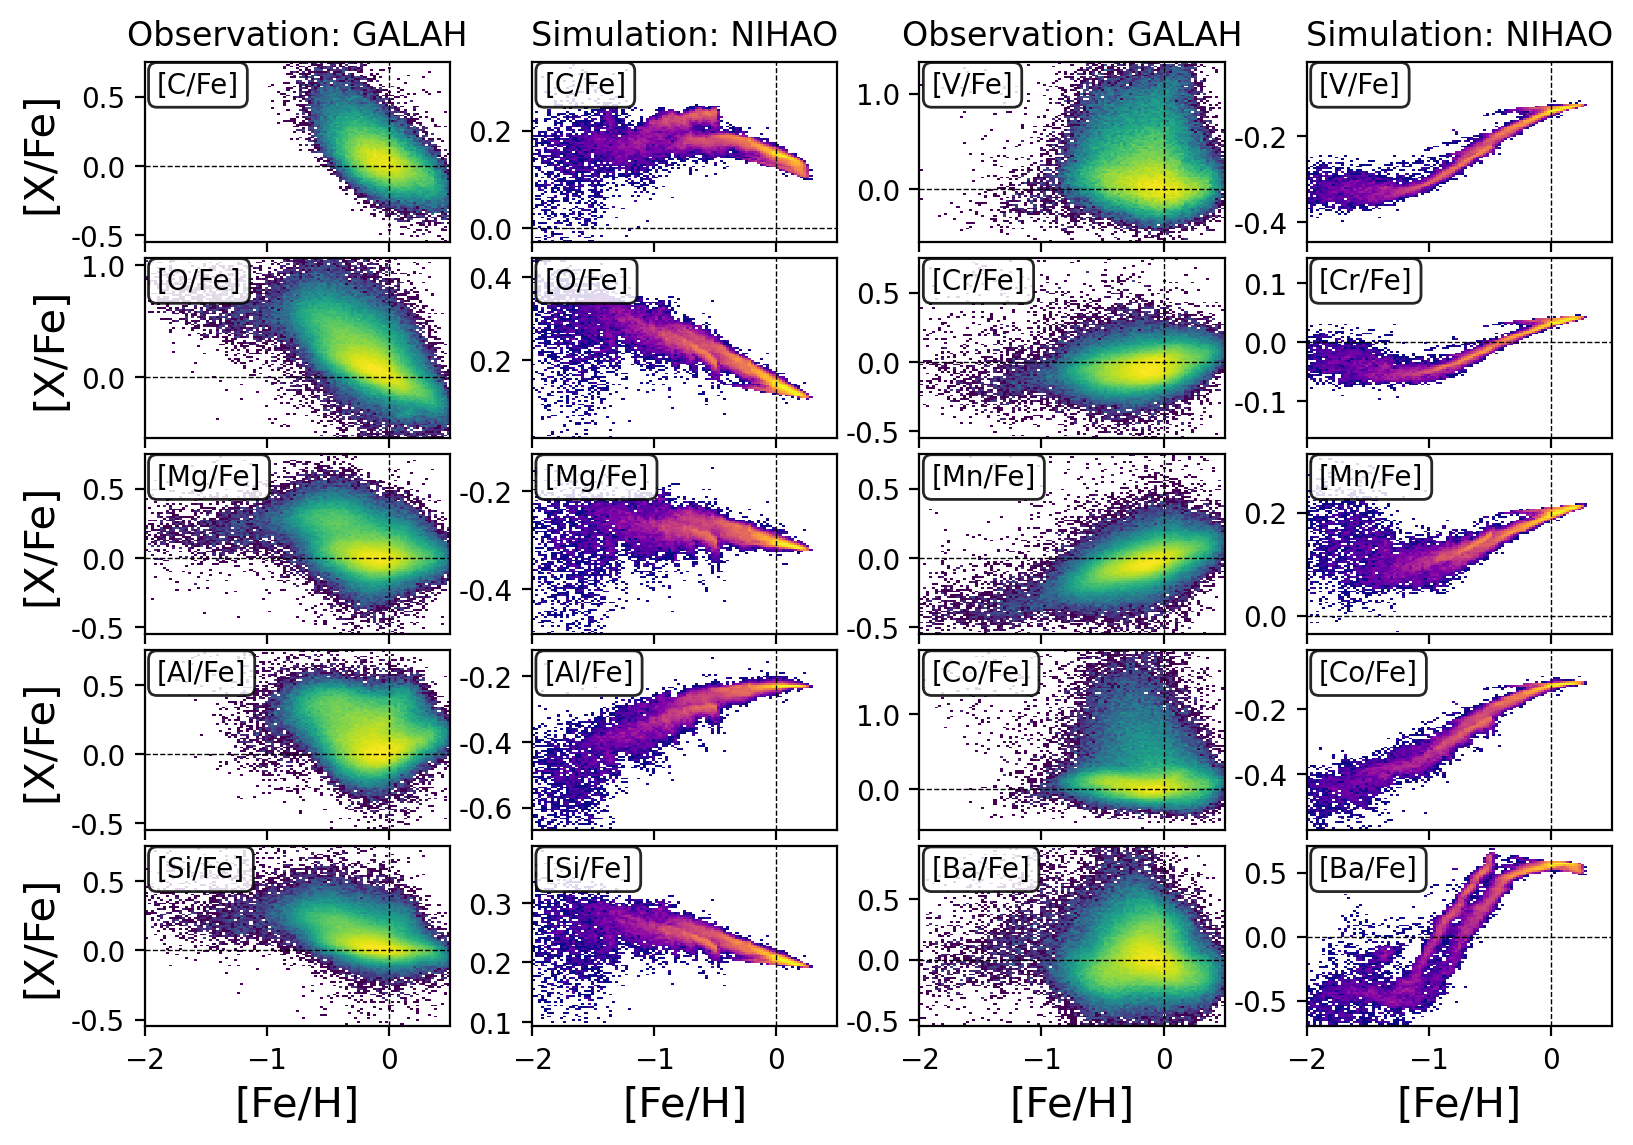 Observation: GALAH Simulation: NIHAO Observation: GALAH Simulation: NIHAO
[X/Fe] 0.5 0.0 -0.5 [C/Fe] 0.2 0.0 [C/Fe] 1.0 0.0 [V/Fe] -0.2 -0.4 [V/Fe]
[X/Fe] 1.0 0.0 [O/Fe] 0.4 0.2 [O/Fe] 0.5 0.0 -0.5 [Cr/Fe] 0.1 0.0 -0.1 [Cr/Fe]
[X/Fe] 0.5 0.0 -0.5 [Mg/Fe] -0.2 -0.4 [Mg/Fe] 0.5 0.0 -0.5 [Mn/Fe] 0.2 0.0 [Mn/Fe]
[X/Fe] 0.5 0.0 -0.5 [Al/Fe] -0.2 -0.4 -0.6 [Al/Fe] 1.0 0.0 [Co/Fe] -0.2 -0.4 [Co/Fe]
[X/Fe] 0.5 0.0 -0.5 [Si/Fe] 0.3 0.2 0.1 [Si/Fe] 0.5 0.0 -0.5 [Ba/Fe] 0.5 0.0 -0.5 [Ba/Fe]
−2 −1 0 −2 −1 0 −2 −1 0 −2 −1 0
[Fe/H] [Fe/H] [Fe/H] [Fe/H]